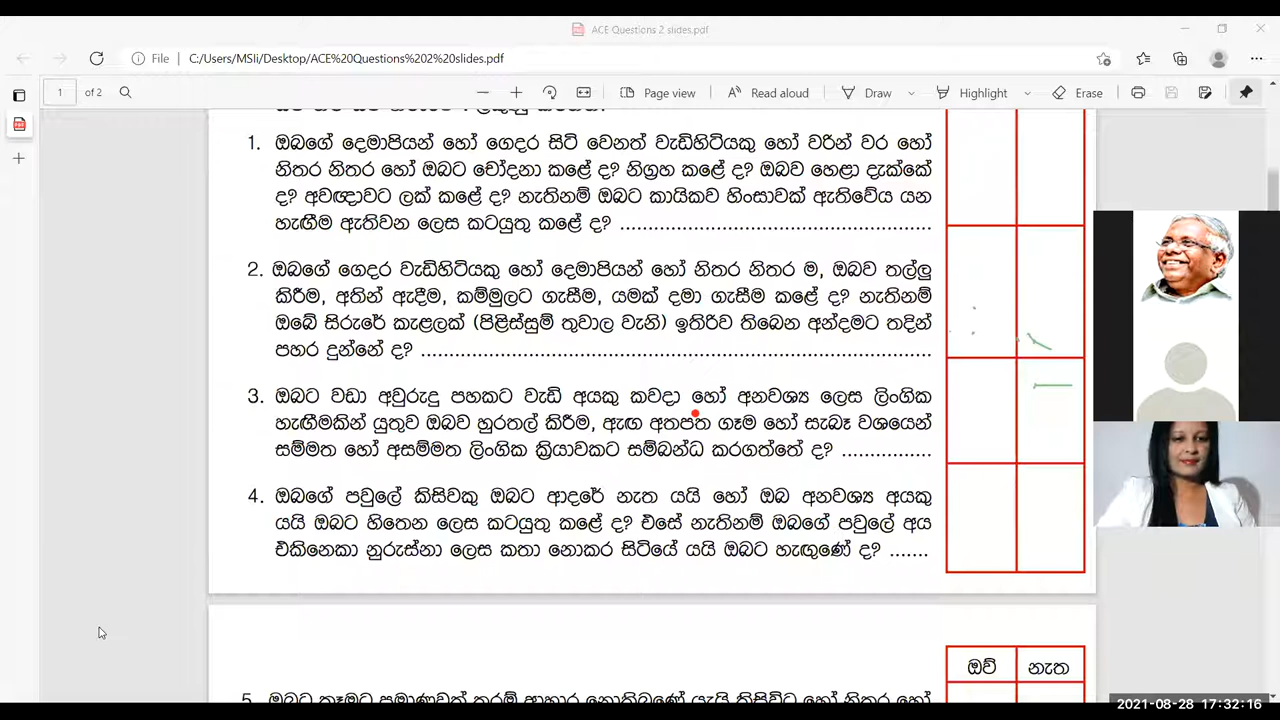 ACE Questions 2 slides.pdf
File C:/Users/MSIi/Desktop/ACE%20Questions%202%20slides.pdf
1 of 2 Page view Read aloud Draw Highlight Erase
1. ඔබගේ දෙමාපියන් හෝ ගෙදර සිටි වෙනත් වැඩිහිටියකු හෝ වරින් වර හෝ
නිතර නිතර හෝ ඔබට චෝදනා කළේ ද? නිග්‍රහ කළේ ද? ඔබව හෙළා දැක්කේ
ද? අවඥාවට ලක් කළේ ද? නැතිනම් ඔබට කායිකව හිංසාවක් ඇතිවේය යන
හැඟීම ඇතිවන ලෙස කටයුතු කළේ ද? ......................................................
2. ඔබගේ ගෙදර වැඩිහිටියකු හෝ දෙමාපියන් හෝ නිතර නිතර ම, ඔබව තල්ලු
කිරීම, අතින් ඇදීම, කම්මුලට ගැසීම, යමක් දමා ගැසීම කළේ ද? නැතිනම්
ඔබේ සිරුරේ කැළලක් (පිළිස්සුම් තුවාල වැනි) ඉතිරිව තිබෙන අන්දමට තදින්
පහර දුන්නේ ද? ..........................................................................................
3. ඔබට වඩා අවුරුදු පහකට වැඩි අයකු කවදා හෝ අනවශ්‍ය ලෙස ලිංගික
හැඟීමකින් යුතුව ඔබව හුරතල් කිරීම, ඇඟ අතපත ගෑම හෝ සැබෑ වශයෙන්
සම්මත හෝ අසම්මත ලිංගික ක්‍රියාවකට සම්බන්ධ කරගත්තේ ද? ................
4. ඔබගේ පවුලේ කිසිවකු ඔබට ආදරේ නැත යයි හෝ ඔබ අනවශ්‍ය අයකු
යයි ඔබට හිතෙන ලෙස කටයුතු කළේ ද? එසේ නැතිනම් ඔබගේ පවුලේ අය
එකිනෙකා නුරුස්නා ලෙස කතා නොකර සිටියේ යයි ඔබට හැඟුණේ ද? .......
ඔව් නැත
2021-08-28 17:32:16